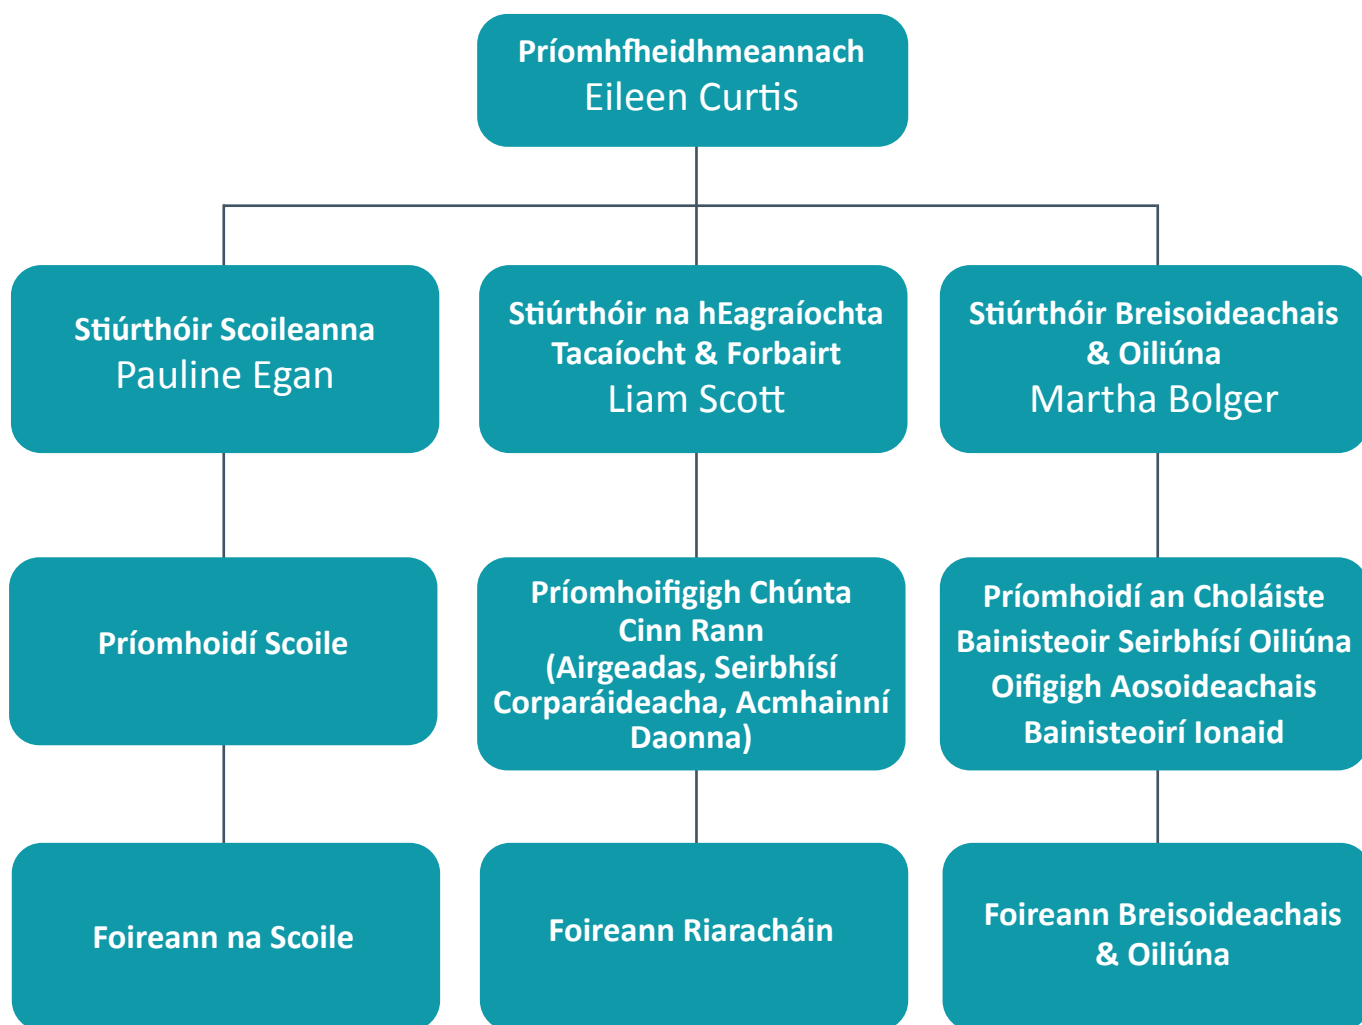 Príomhfheidhmeannach
Eileen Curtis
Stiúrthóir Scoileanna
Pauline Egan
Stiúrthóir na hEagraíochta
Tacaíocht & Forbairt
Liam Scott
Stiúrthóir Breisoideachais
& Oiliúna
Martha Bolger
Príomhoidí Scoile
Príomhoifigigh Chúnta
Cinn Rann
(Airgeadas, Seirbhísí
Corparáideacha, Acmhainní
Daonna)
Príomhoidí an Choláiste
Bainisteoir Seirbhísí Oiliúna
Oifigigh Aosoideachais
Bainisteoirí Ionaid
Foireann na Scoile
Foireann Riaracháin
Foireann Breisoideachais
& Oiliúna